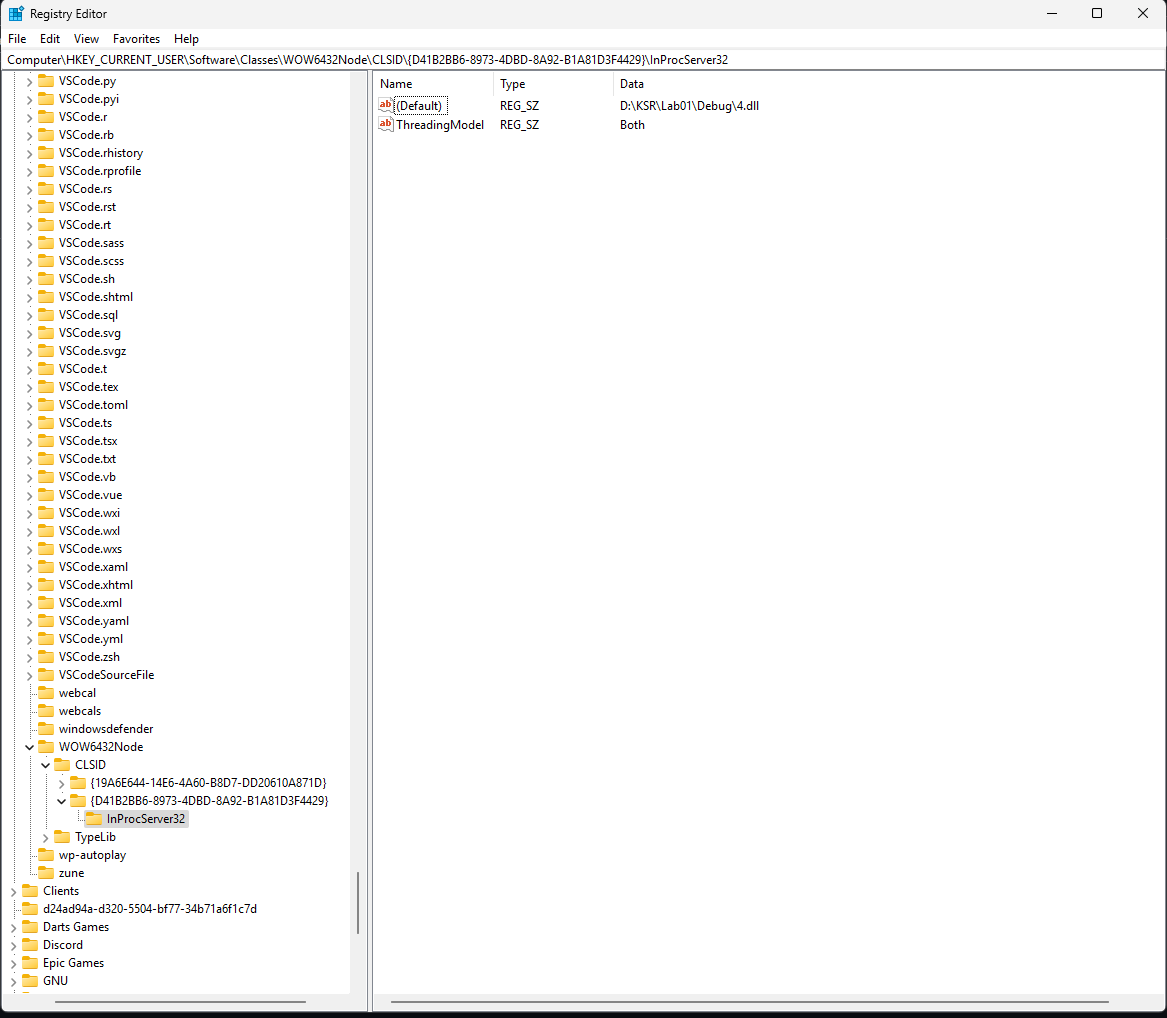 Registry Editor
File Edit View Favorites Help
Computer\HKEY_CURRENT_USER\Software\Classes\WOW6432Node\CLSID\{D41B2BB6-8973-4DBD-8A92-B1A81D3F4429}\InProcServer32
VSCode.py
VSCode.pyi
VSCode.r
VSCode.rb
VSCode.rhistory
VSCode.rprofile
VSCode.rs
VSCode.rst
VSCode.rt
VSCode.sass
VSCode.scss
VSCode.sh
VSCode.shtml
VSCode.sql
VSCode.svg
VSCode.svgz
VSCode.t
VSCode.tex
VSCode.toml
VSCode.ts
VSCode.tsx
VSCode.txt
VSCode.vb
VSCode.vue
VSCode.wxi
VSCode.wxl
VSCode.wxs
VSCode.xaml
VSCode.xhtml
VSCode.xml
VSCode.yaml
VSCode.yml
VSCode.zsh
VSCodeSourceFile
webcal
webcals
windowsdefender
WOW6432Node
CLSID
{19A6E644-14E6-4A60-B8D7-DD20610A871D}
{D41B2BB6-8973-4DBD-8A92-B1A81D3F4429}
InProcServer32
TypeLib
wp-autoplay
zune
Clients
d24ad94a-d320-5504-bf77-34b71a6f1c7d
Darts Games
Discord
Epic Games
GNU
Name Type Data
(Default) REG_SZ D:\KSR\Lab01\Debug\4.dll
ThreadingModel REG_SZ Both